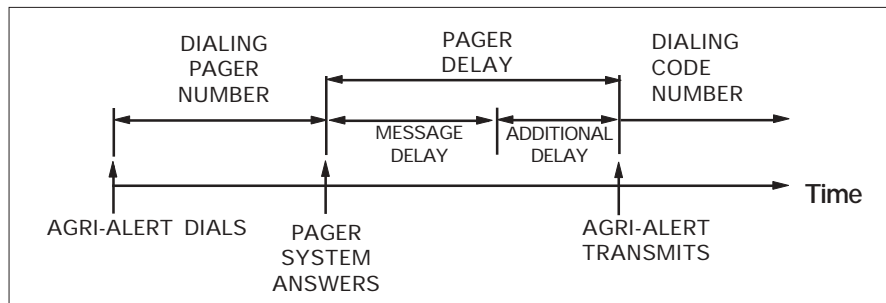 DIALING
PAGER
NUMBER
PAGER
DELAY
DIALING
CODE
NUMBER
MESSAGE
DELAY
ADDITIONAL
DELAY
Time
AGRI-ALERT DIALS
PAGER
SYSTEM
ANSWERS
AGRI-ALERT
TRANSMITS